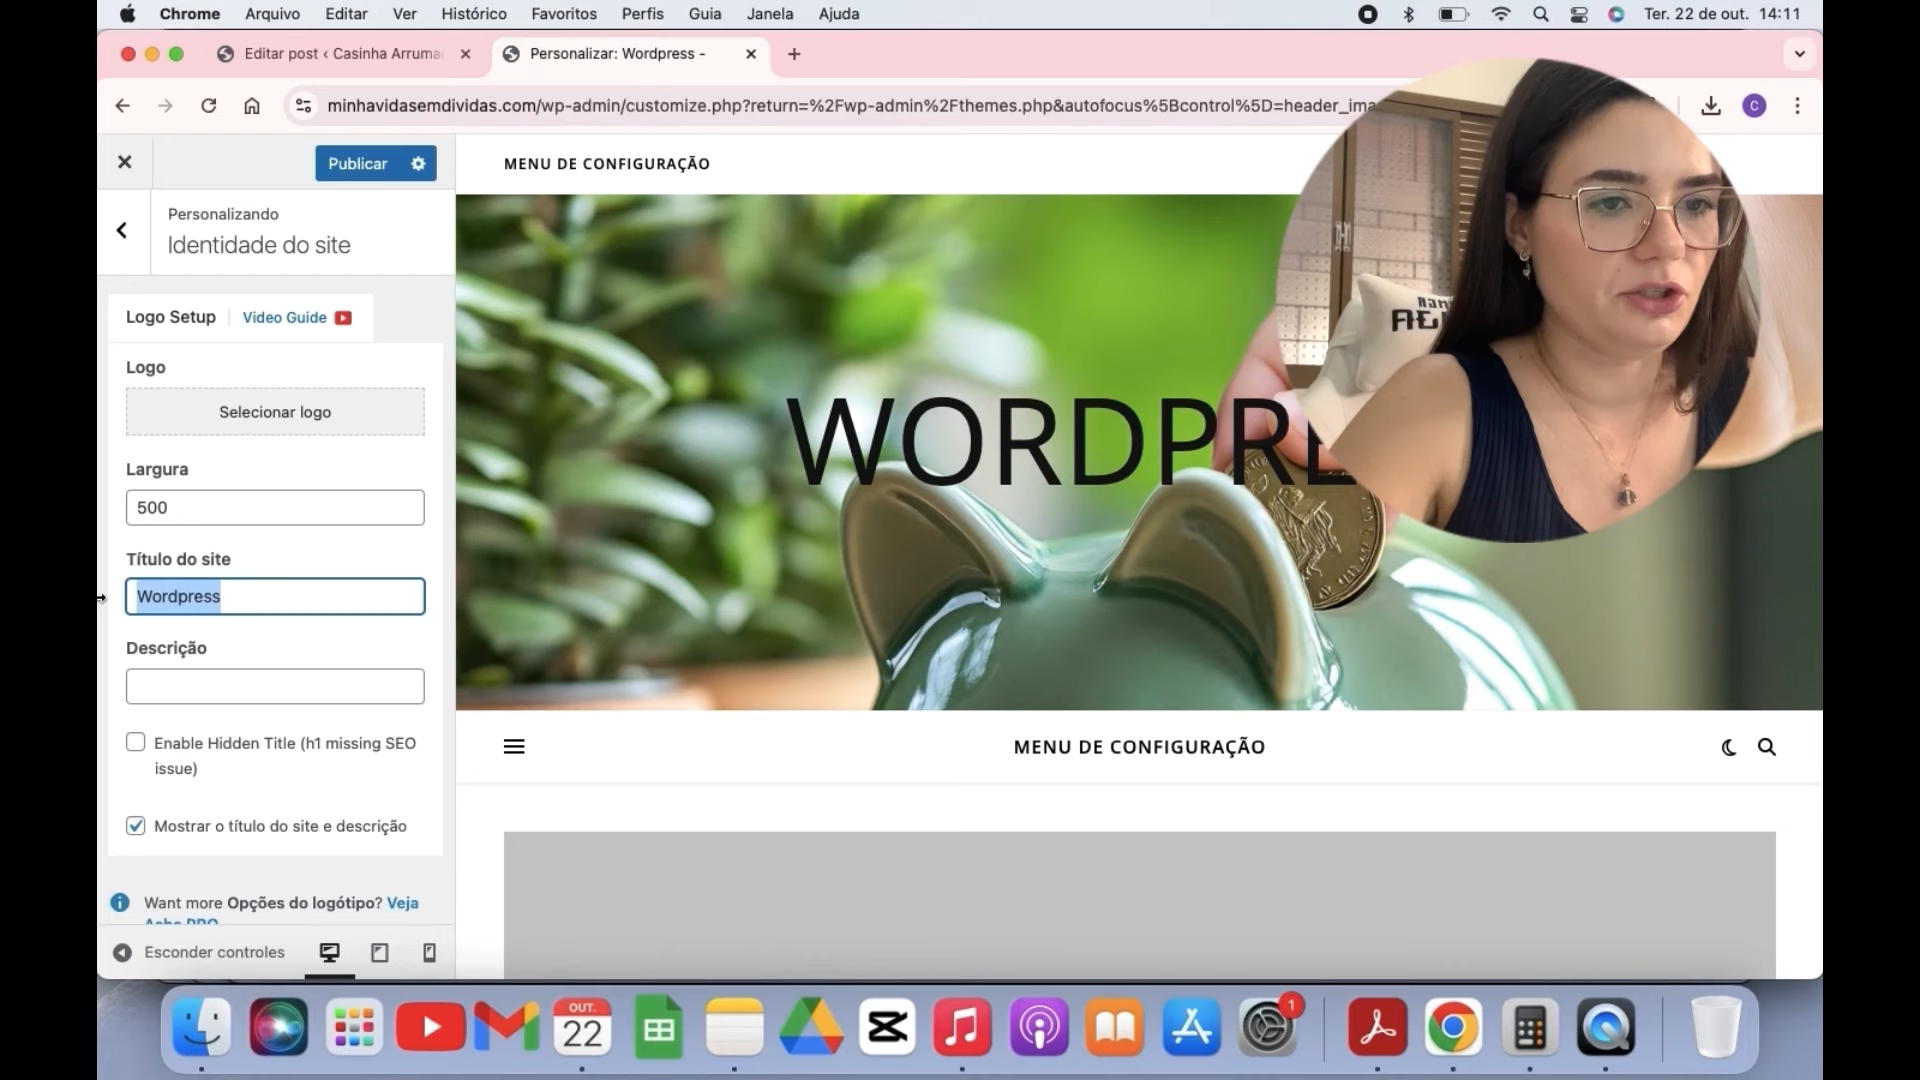 Chrome Arquivo Editar Ver Histórico Favoritos Perfis Guia Janela Ajuda
Ter. 22 de out. 14:11
Editar post ‹ Casinha Arruma
Personalizar: Wordpress -
minhavidasemdividas.com/wp-admin/customize.php?return=%2Fwp-admin%2Fthemes.php&autofocus%5Bcontrol%5D=header_ima
C
Publicar
MENU DE CONFIGURAÇÃO
Personalizando
Identidade do site
Logo Setup
Video Guide
Logo
Selecionar logo
Largura
500
Título do site
Wordpress
Descrição
Enable Hidden Title (h1 missing SEO
issue)
Mostrar o título do site e descrição
Want more Opções do logótipo? Veja
Ashe PRO
Esconder controles
WORDPRE
MENU DE CONFIGURAÇÃO
OUT.
22
1